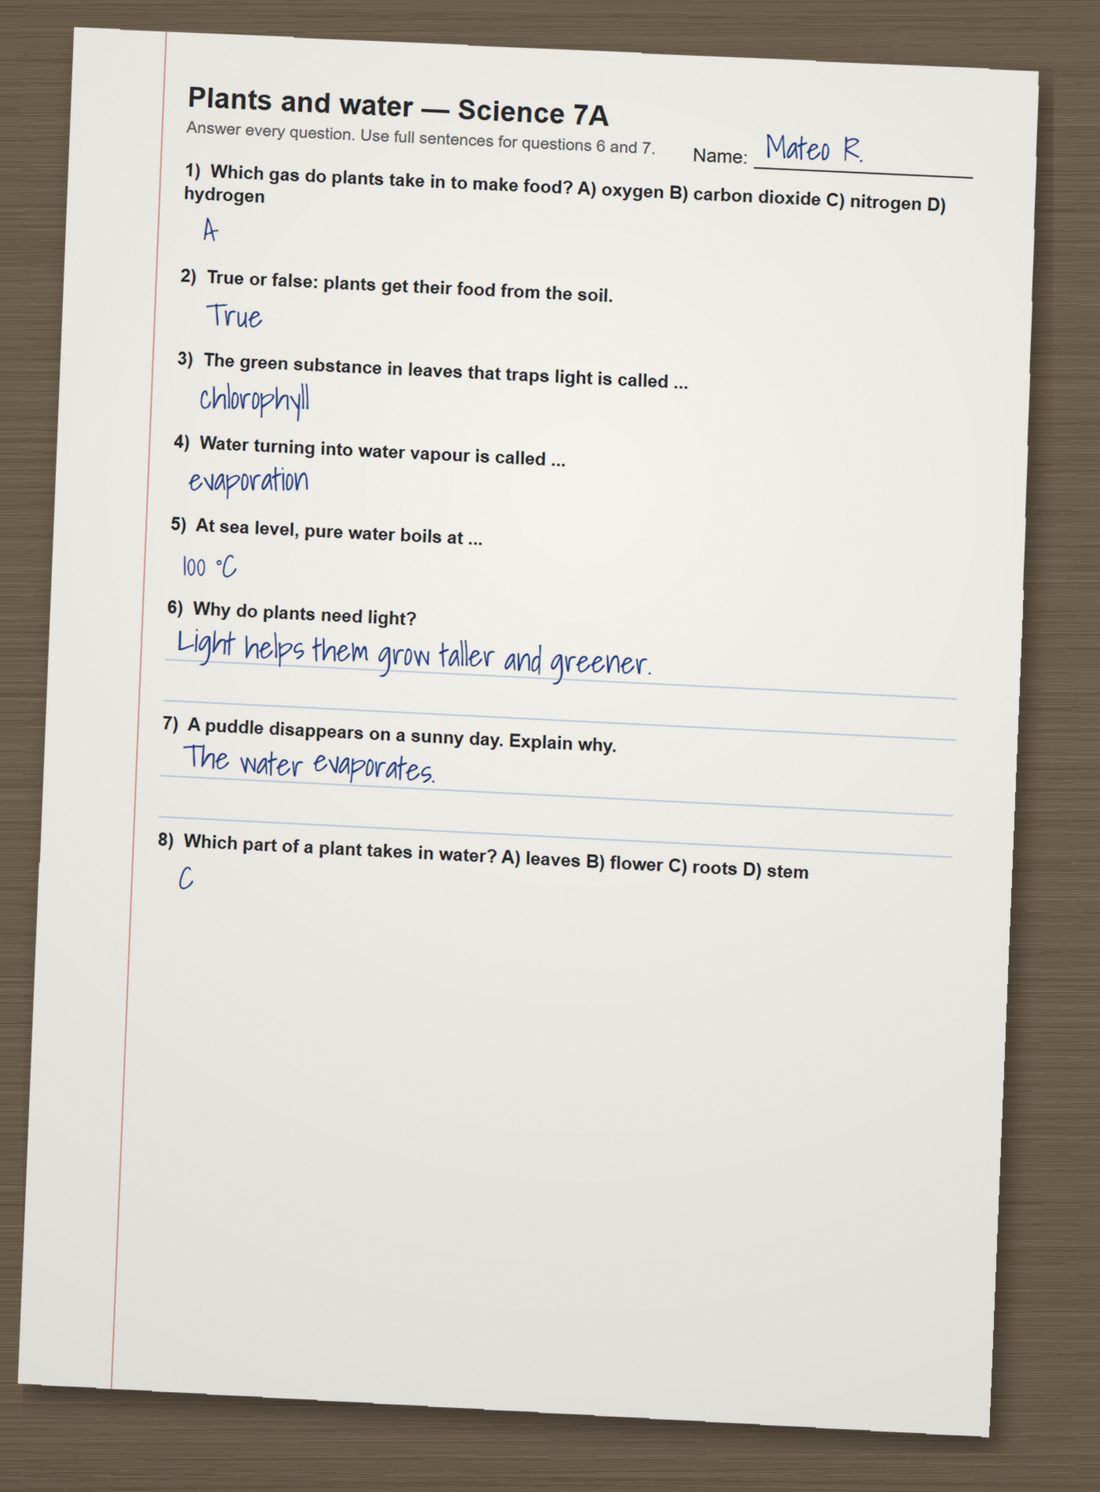 Plants and water — Science 7A
Answer every question. Use full sentences for questions 6 and 7.
Name: Mateo R.
1) Which gas do plants take in to make food? A) oxygen B) carbon dioxide C) nitrogen D)
hydrogen
A
2) True or false: plants get their food from the soil.
True
3) The green substance in leaves that traps light is called ...
chlorophyll
4) Water turning into water vapour is called ...
evaporation
5) At sea level, pure water boils at ...
100 °C
6) Why do plants need light?
Light helps them grow taller and greener.
7) A puddle disappears on a sunny day. Explain why.
The water evaporates.
8) Which part of a plant takes in water? A) leaves B) flower C) roots D) stem
C